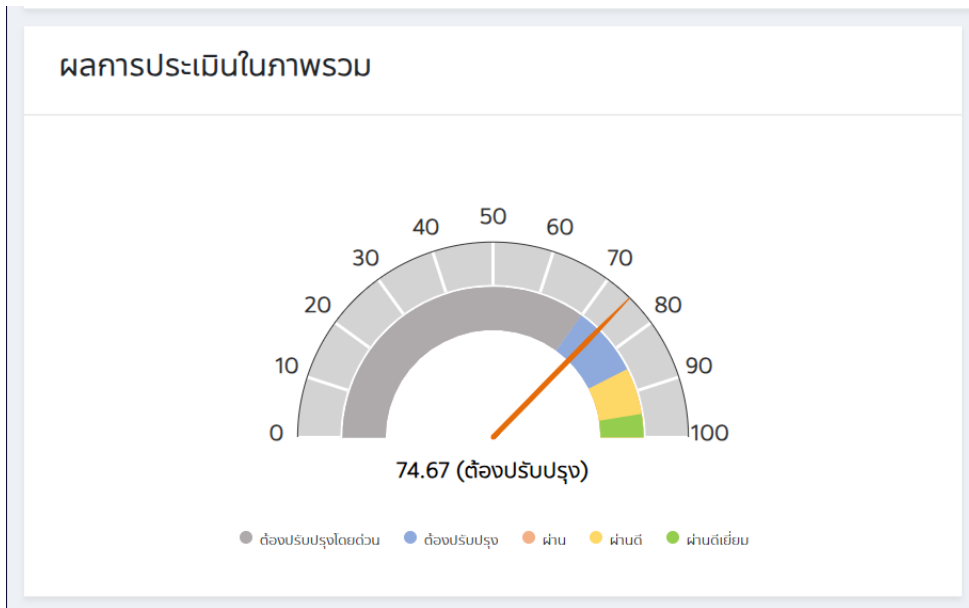 ผลการประเมินในภาพรวม
0 10 20 30 40 50 60 70 80 90 100
74.67 (ต้องปรับปรุง)
ต้องปรับปรุงโดยด่วน ต้องปรับปรุง ผ่าน ผ่านดี ผ่านดีเยี่ยม